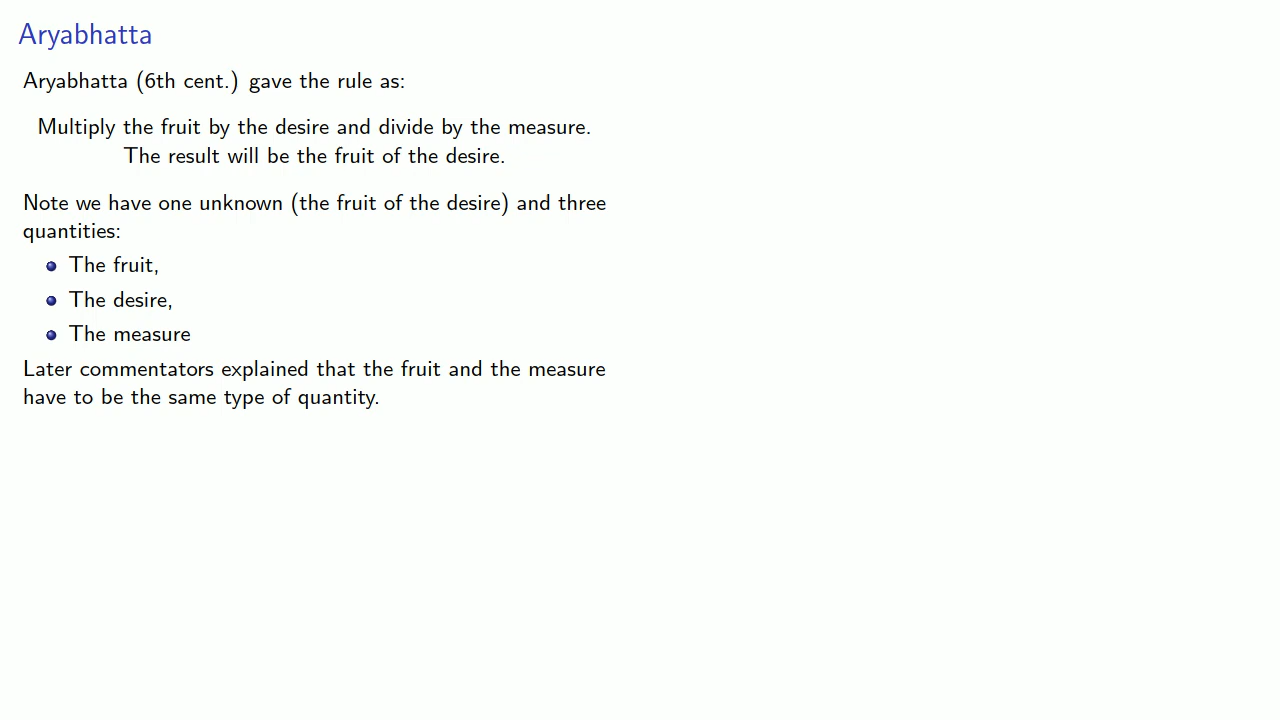 Aryabhatta
Aryabhatta (6th cent.) gave the rule as:
Multiply the fruit by the desire and divide by the measure.
The result will be the fruit of the desire.
Note we have one unknown (the fruit of the desire) and three
quantities:
The fruit,
The desire,
The measure
Later commentators explained that the fruit and the measure
have to be the same type of quantity.